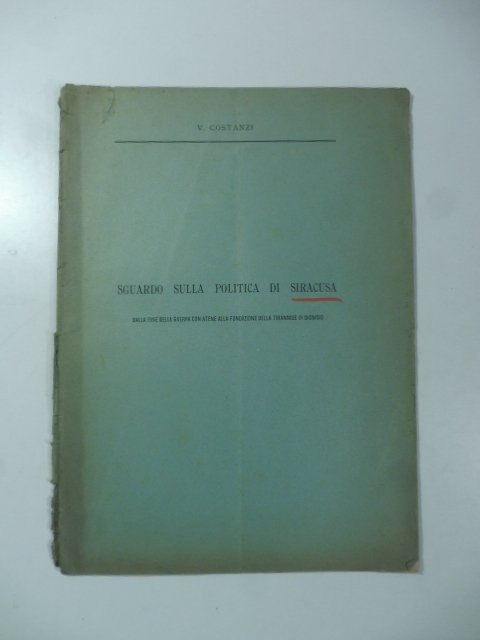 V. COSTANZI
SGUARDO SULLA POLITICA DI SIRACUSA
DALLA FINE DELLA GUERRA CON ATENE ALLA FONDAZIONE DELLA TIRANNIDE DI DIONISIO